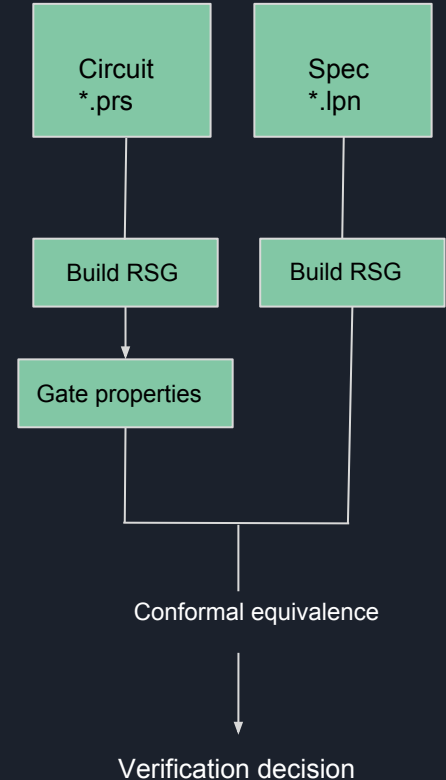 Circuit
*.prs
Spec
*.lpn
Build RSG
Build RSG
Gate properties
Conformal equivalence
Verification decision